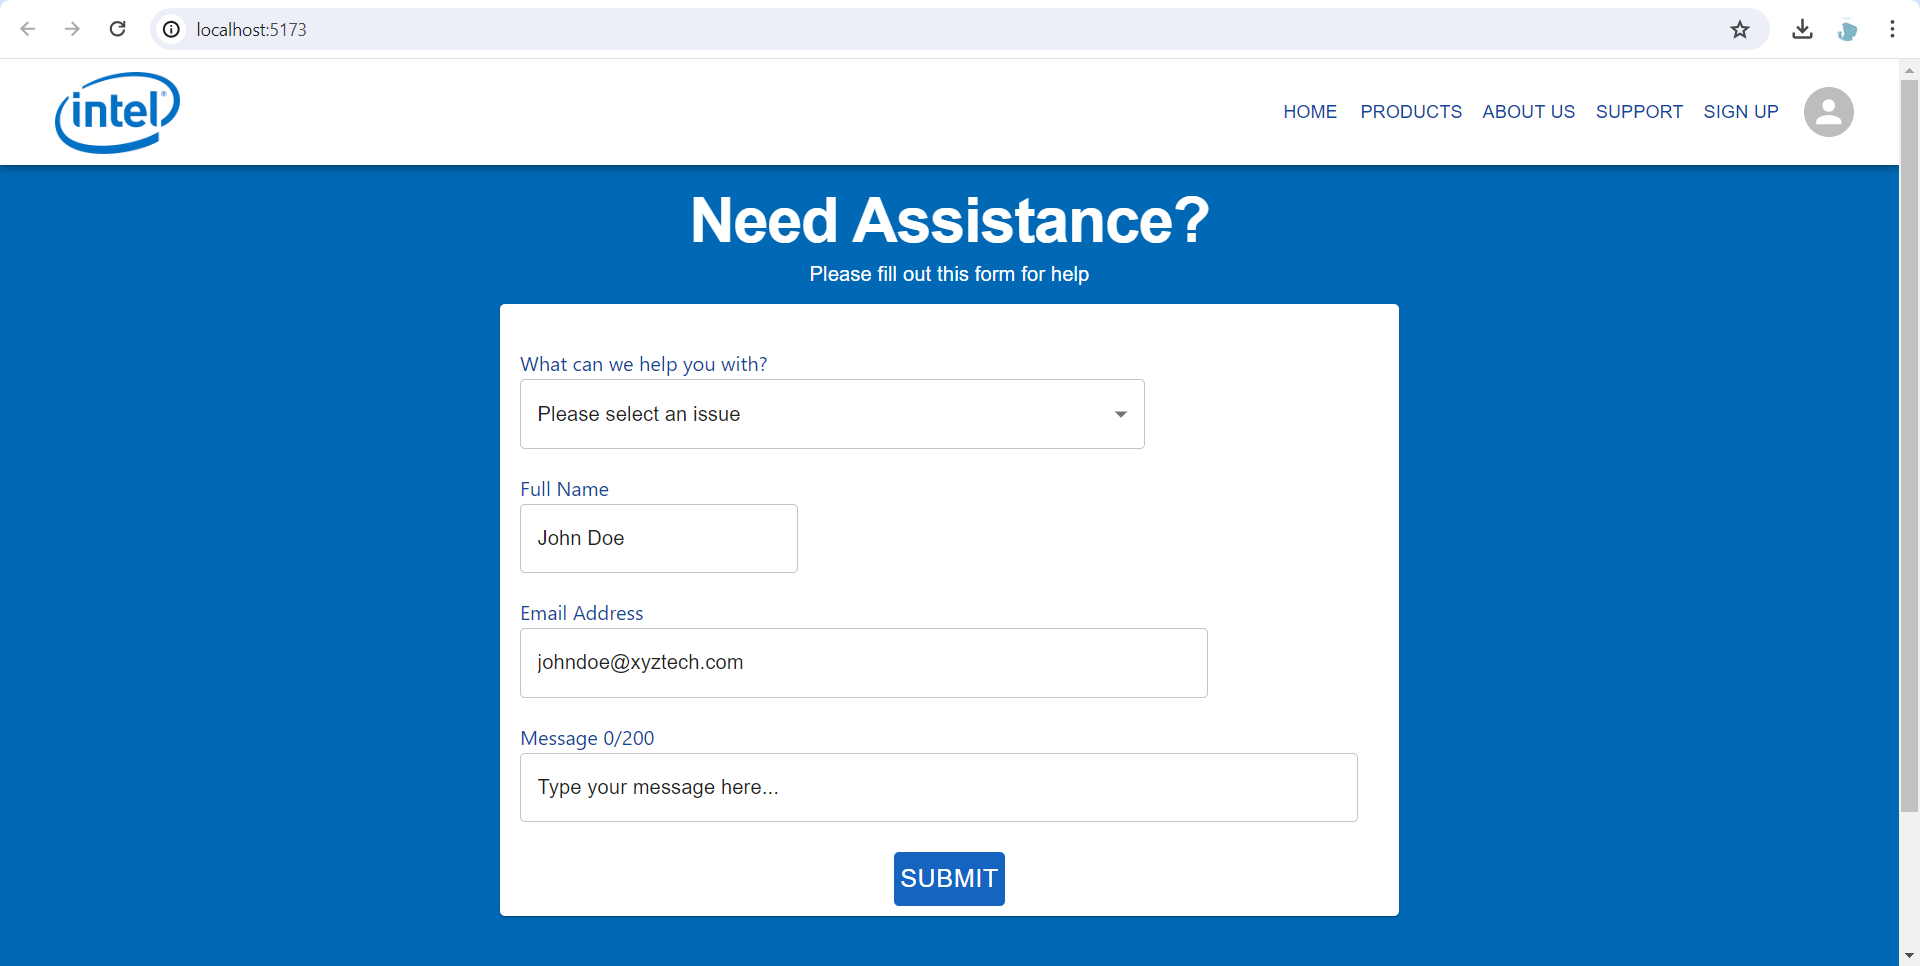 localhost:5173
intel®
HOME PRODUCTS ABOUT US SUPPORT SIGN UP
Need Assistance?
Please fill out this form for help
What can we help you with?
Please select an issue
Full Name
John Doe
Email Address
johndoe@xyztech.com
Message 0/200
Type your message here...
SUBMIT